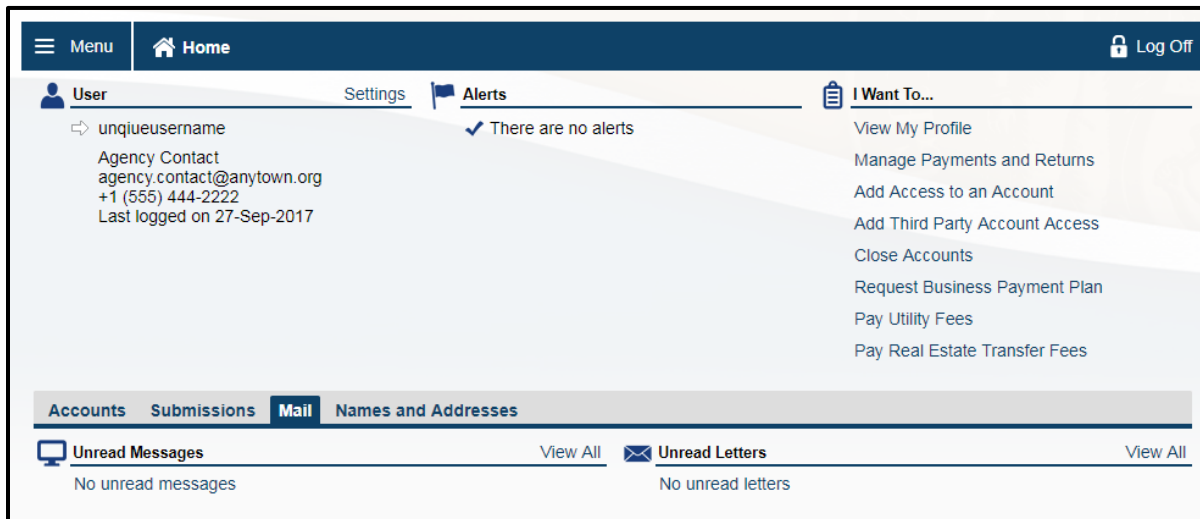 Menu Home Log Off
User Settings
unqiueusername
Agency Contact
agency.contact@anytown.org
+1 (555) 444-2222
Last logged on 27-Sep-2017
Alerts
There are no alerts
I Want To...
View My Profile
Manage Payments and Returns
Add Access to an Account
Add Third Party Account Access
Close Accounts
Request Business Payment Plan
Pay Utility Fees
Pay Real Estate Transfer Fees
Accounts Submissions Mail Names and Addresses
Unread Messages View All
No unread messages
Unread Letters View All
No unread letters